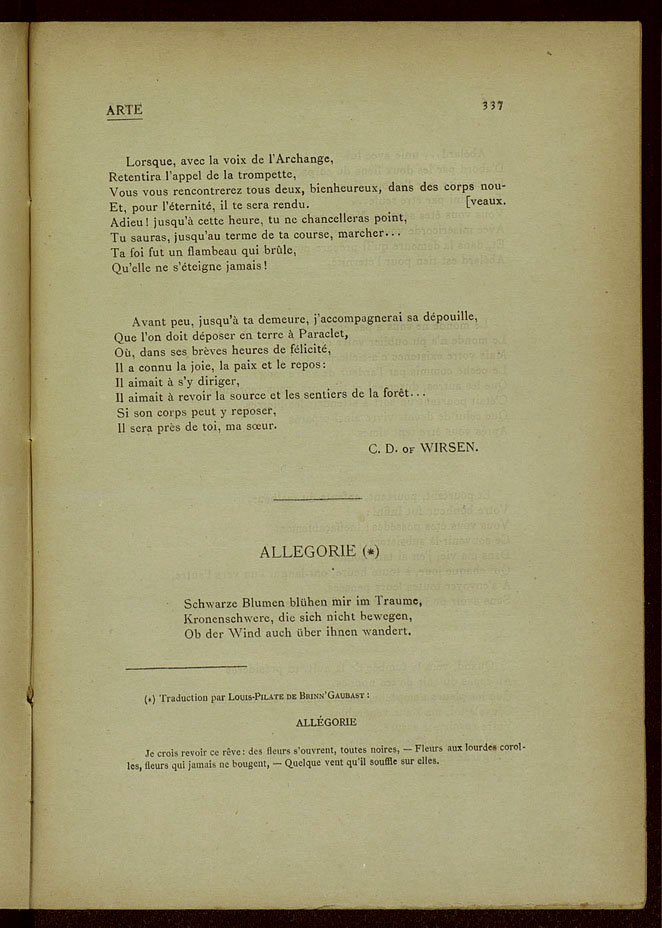 ARTE
337
Lorsque, avec la voix de l'Archange,
Retentira l'appel de la trompette,
Vous vous rencontrerez tous deux, bienheureux, dans des corps nou-
Et, pour l'éternité, il te sera rendu. [veaux.
Adieu! jusqu'à cette heure, tu ne chancelleras point,
Tu sauras, jusqu'au terme de ta course, marcher...
Ta foi fut un flambeau qui brûle,
Qu'elle ne s'éteigne jamais!
Avant peu, jusqu'à ta demeure, j'accompagnerai sa dépouille,
Que l'on doit déposer en terre à Paraclet,
Où, dans ses brèves heures de félicité,
Il a connu la joie, la paix et le repos:
Il aimait à s'y diriger,
Il aimait à revoir la source et les sentiers de la forêt...
Si son corps peut y reposer,
Il sera près de toi, ma sœur.
C. D. OF WIRSEN.
ALLEGORIE (*)
Schwarze Blumen blühen mir im Traume,
Kronenschwere, die sich nicht bewegen,
Ob der Wind auch über ihnen wandert.
(*) Traduction par LOUIS-PILATE DE BRINN'GAUBAST:
ALLÉGORIE
Je crois revoir ce rêve: des fleurs s'ouvrent, toutes noires, — Fleurs aux lourdes corol-
les, fleurs qui jamais ne bougent, — Quelque vent qu'il souffle sur elles.